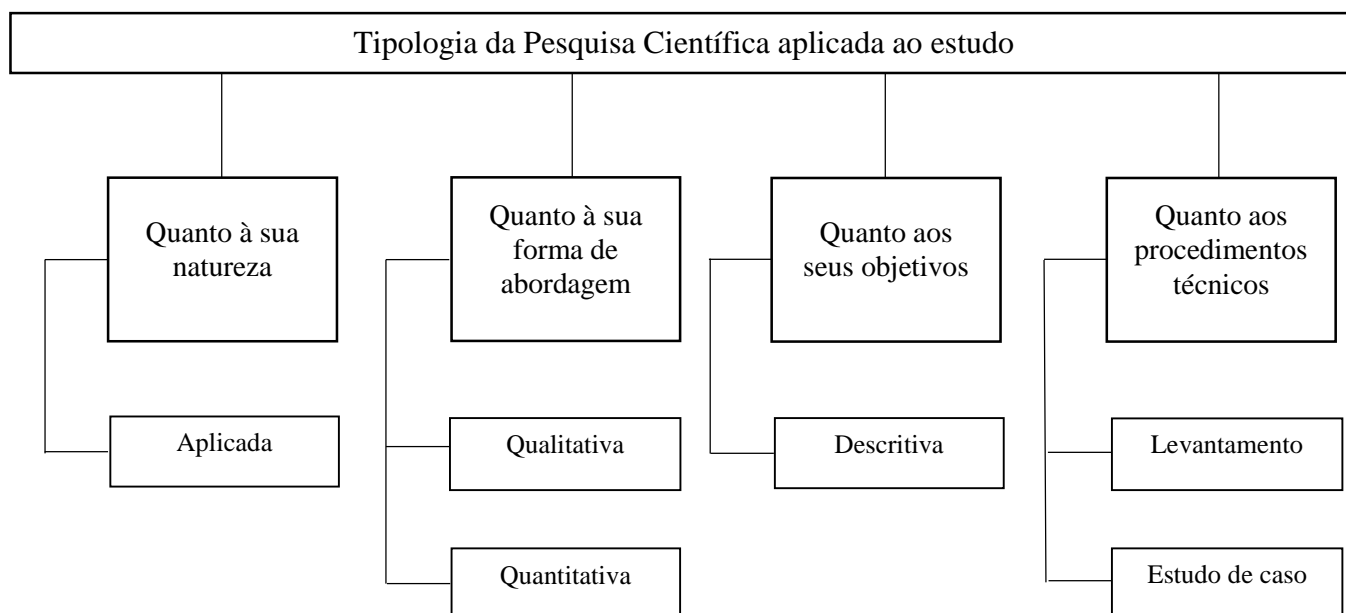 Tipologia da Pesquisa Científica aplicada ao estudo
Quanto à sua
natureza
Quanto à sua
forma de
abordagem
Quanto aos
seus objetivos
Quanto aos
procedimentos
técnicos
Aplicada
Qualitativa
Descritiva
Levantamento
Quantitativa
Estudo de caso